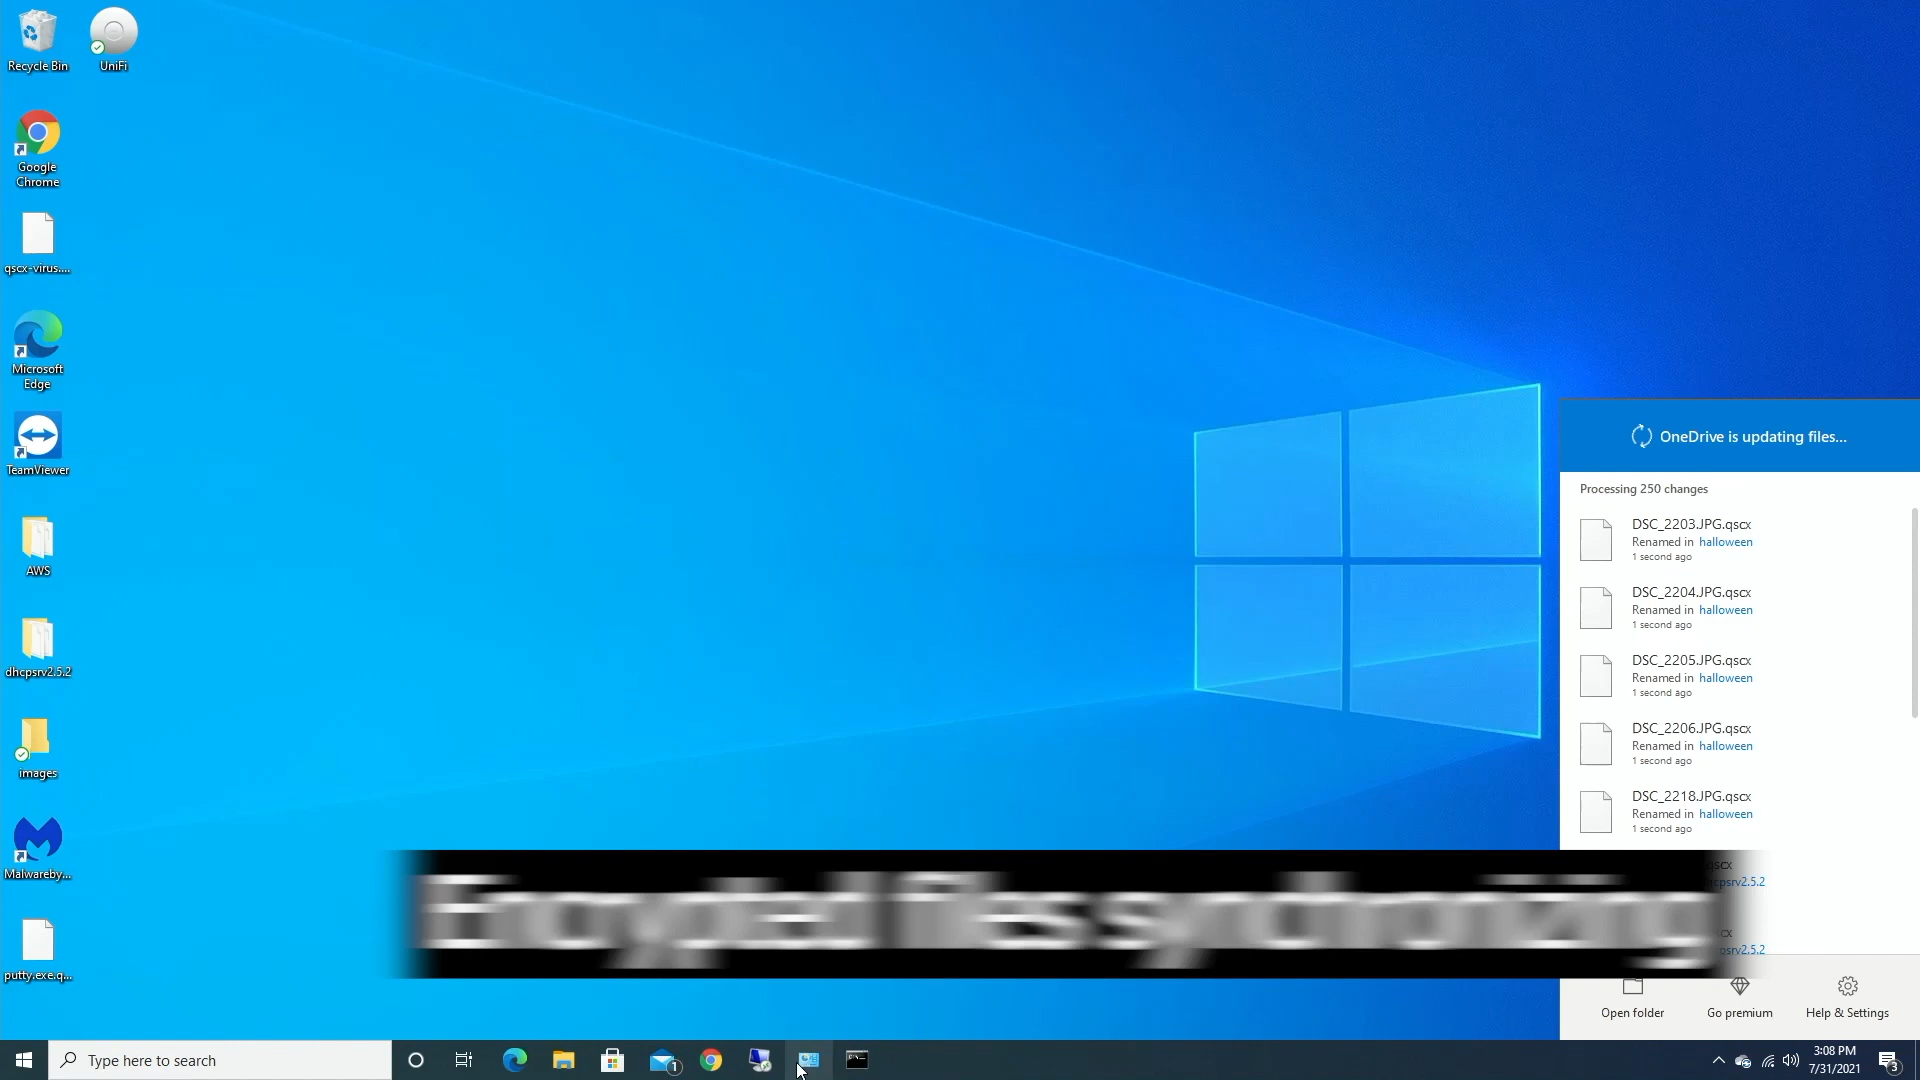 Recycle Bin
UniFi
Google
Chrome
qscx-virus....
Microsoft
Edge
TeamViewer
AWS
dhcpsrv2.5.2
images
Malwareby...
putty.exe.q...
OneDrive is updating files...
Processing 250 changes
DSC_2203.JPG.qscx
Renamed in halloween
1 second ago
DSC_2204.JPG.qscx
Renamed in halloween
1 second ago
DSC_2205.JPG.qscx
Renamed in halloween
1 second ago
DSC_2206.JPG.qscx
Renamed in halloween
1 second ago
DSC_2218.JPG.qscx
Renamed in halloween
1 second ago
Open folder
Go premium
Help & Settings
Type here to search
1
3:08 PM
7/31/2021
3